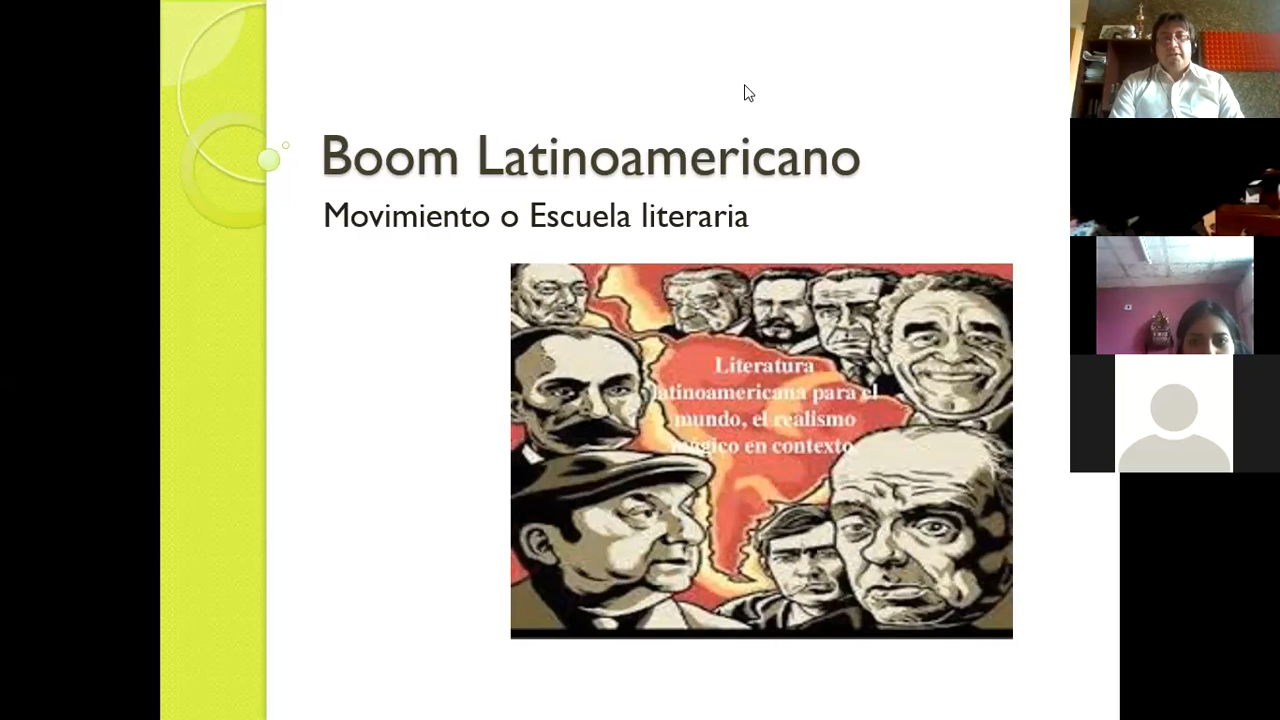 Boom Latinoamericano
Movimiento o Escuela literaria
Literatura
latinoamericana para el
mundo, el realismo
mágico en contexto.